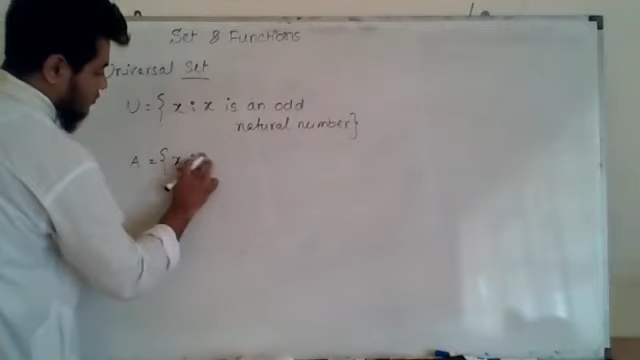 Set & Functions
Universal Set
U = { x : x is an odd
natural number}
A = { x :